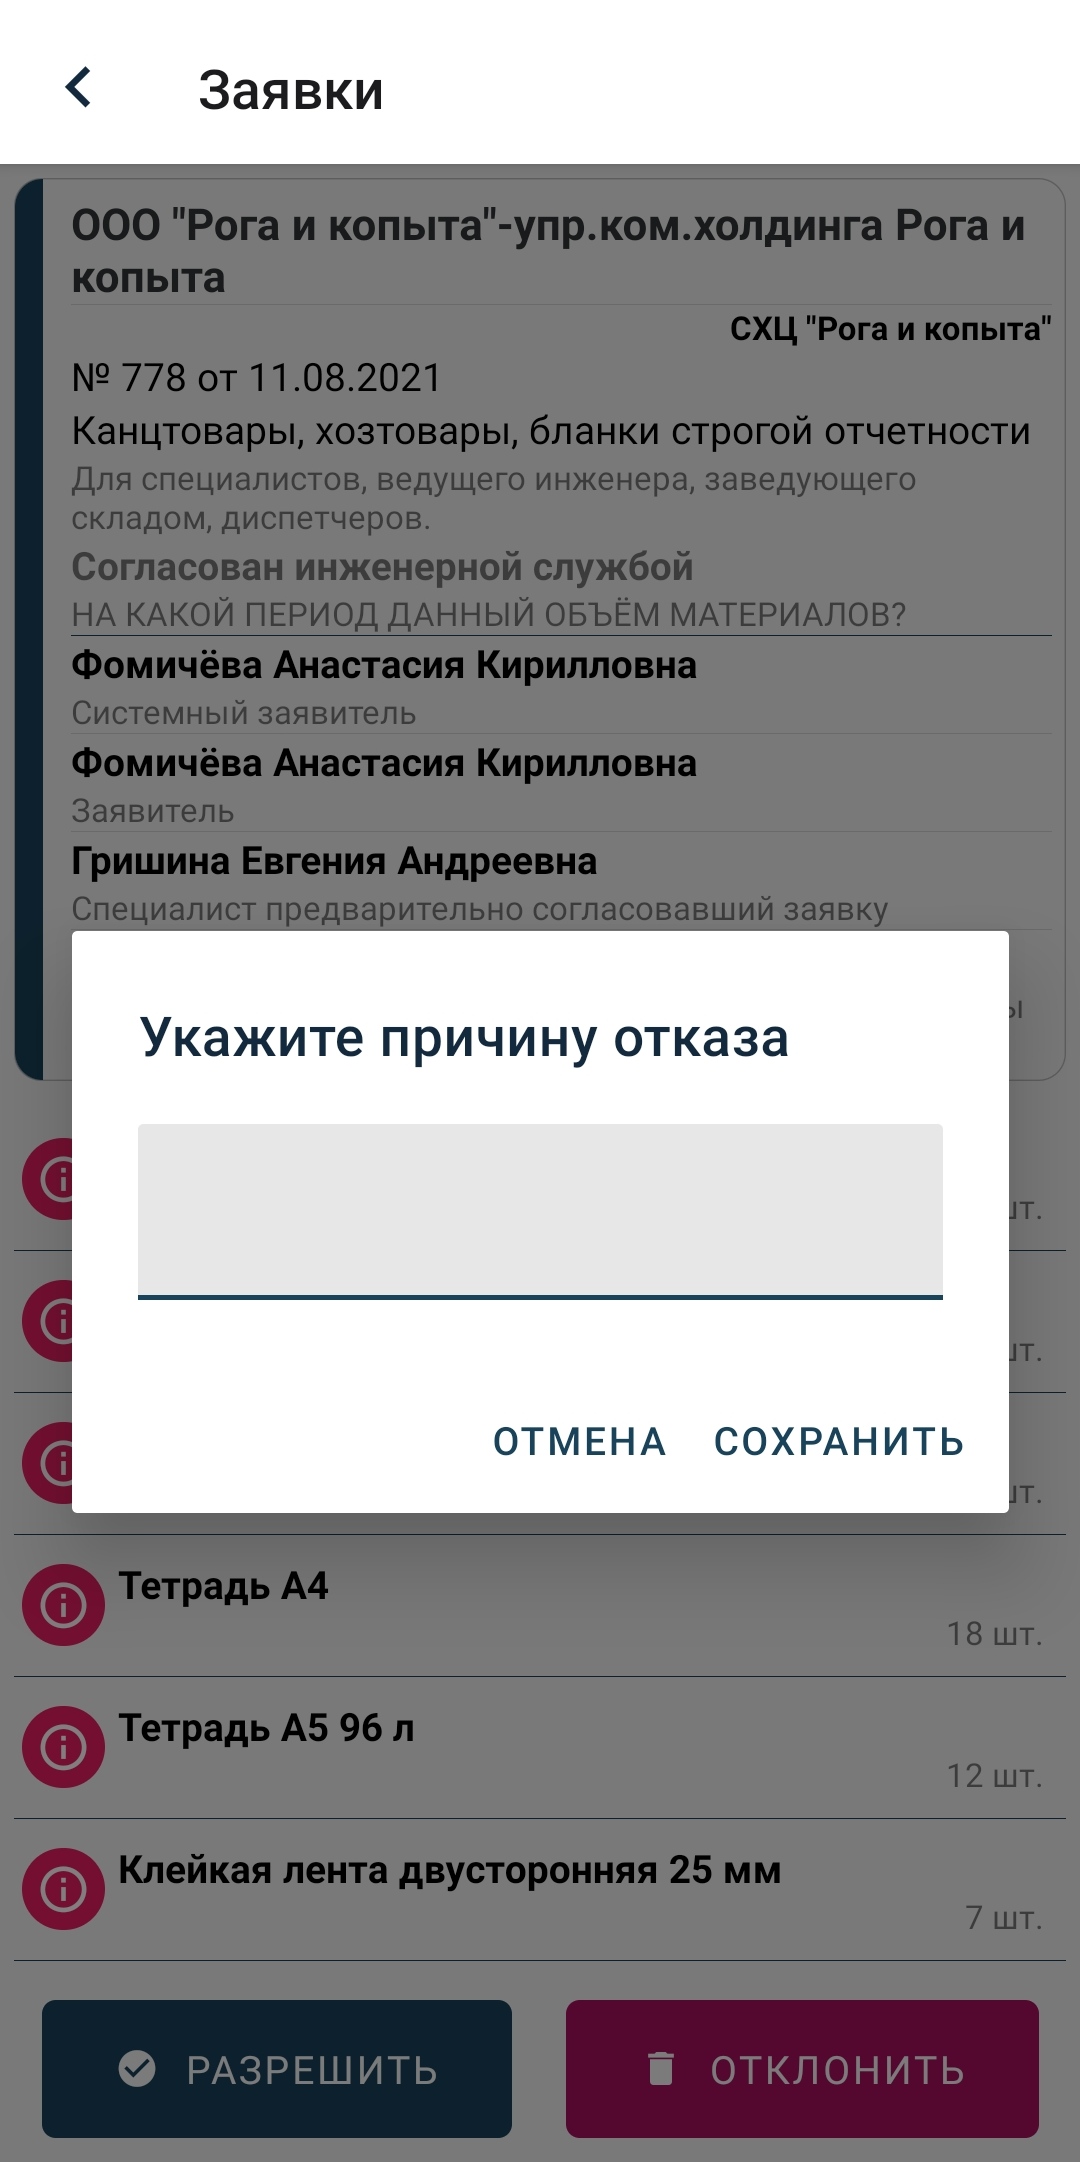 Заявки
ООО "Рога и копыта"-упр.ком.холдинга Рога и
копыта
СХЦ "Рога и копыта"
№ 778 от 11.08.2021
Канцтовары, хозтовары, бланки строгой отчетности
Для специалистов, ведущего инженера, заведующего
складом, диспетчеров.
Согласован инженерной службой
НА КАКОЙ ПЕРИОД ДАННЫЙ ОБЪЁМ МАТЕРИАЛОВ?
Фомичёва Анастасия Кирилловна
Системный заявитель
Фомичёва Анастасия Кирилловна
Заявитель
Гришина Евгения Андреевна
Специалист предварительно согласовавший заявку
Укажите причину отказа
ОТМЕНА СОХРАНИТЬ
Тетрадь А4
18 шт.
Тетрадь А5 96 л
12 шт.
Клейкая лента двусторонняя 25 мм
7 шт.
РАЗРЕШИТЬ ОТКЛОНИТЬ